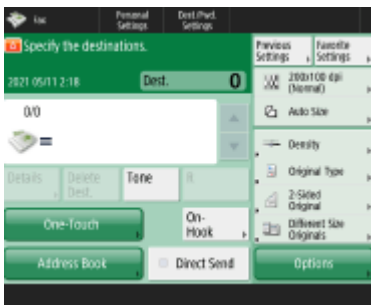 Fax
Personal
Settings
Dest./Pwd.
Settings
Specify the destinations.
2021 05/11 2:18
Dest.
0
Previous
Settings
Favorite
Settings
200x100 dpi
(Normal)
Auto Size
0/0
=
Density
Original Type
2-Sided
Original
Different Size
Originals
Details
Delete
Dest.
Tone
R
One-Touch
On-
Hook
Address Book
Direct Send
Options